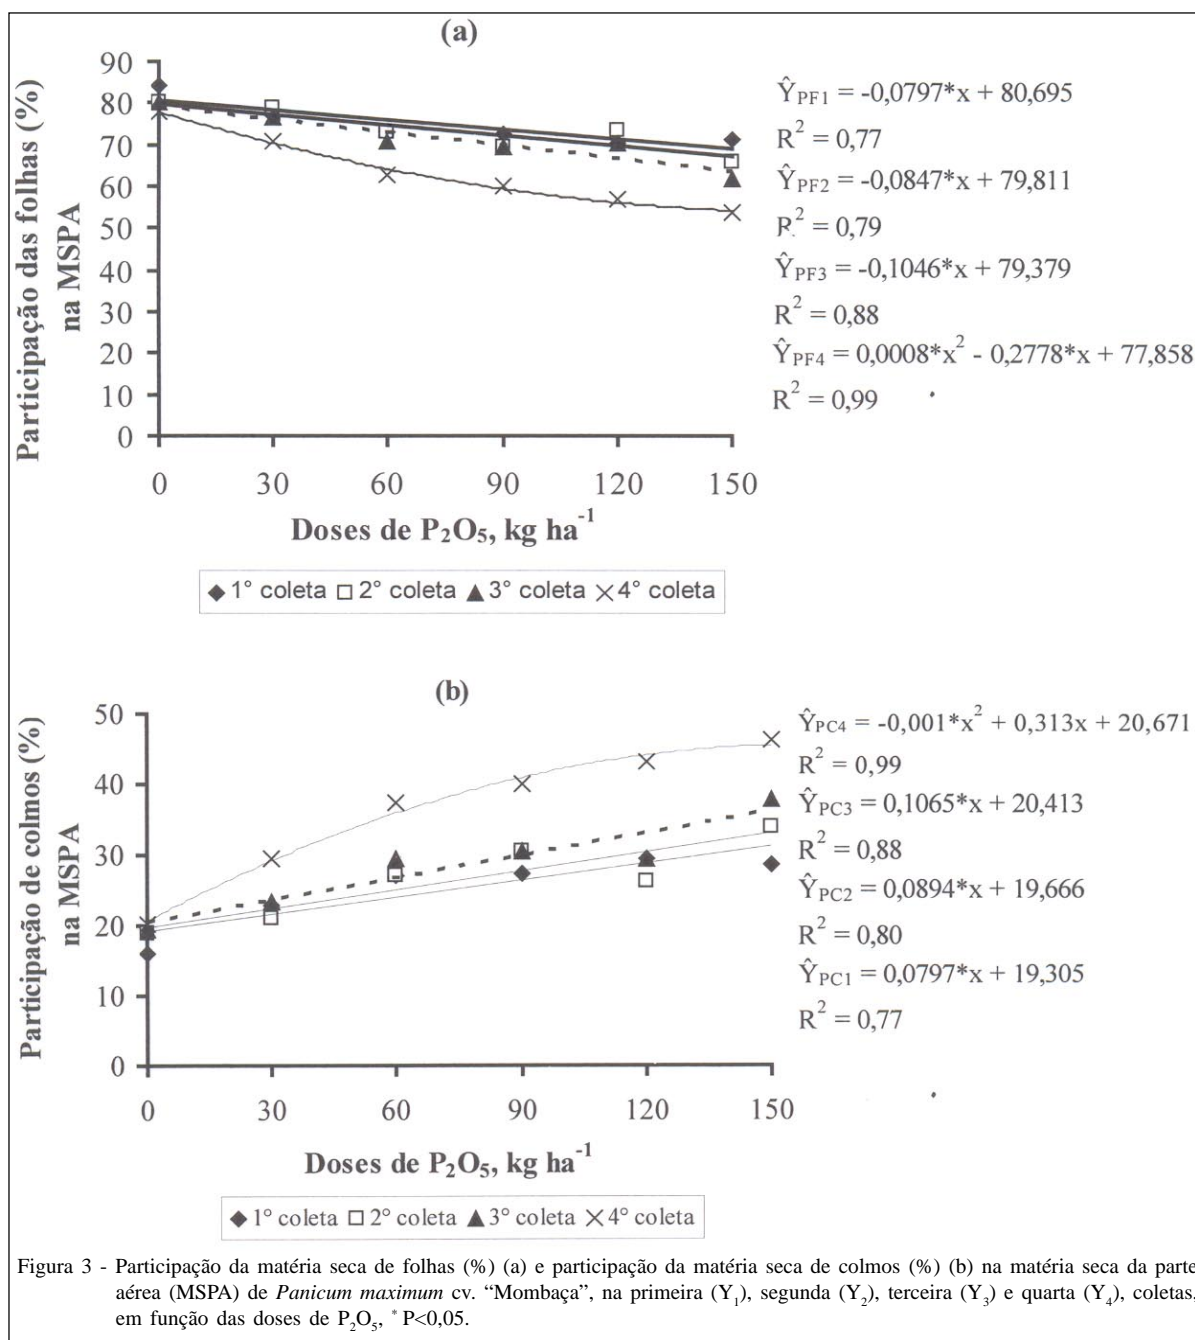 (a)
Participação das folhas (%)
na MSPA
90
80
70
60
50
40
30
20
10
0
0 30 60 90 120 150
Doses de P₂O₅, kg ha⁻¹
1° coleta 2° coleta 3° coleta 4° coleta
Ŷ_PF1 = -0,0797*x + 80,695
R² = 0,77
Ŷ_PF2 = -0,0847*x + 79,811
R² = 0,79
Ŷ_PF3 = -0,1046*x + 79,379
R² = 0,88
Ŷ_PF4 = 0,0008*x² - 0,2778*x + 77,858
R² = 0,99
(b)
Participação de colmos (%)
na MSPA
50
40
30
20
10
0
0 30 60 90 120 150
Doses de P₂O₅, kg ha⁻¹
1° coleta 2° coleta 3° coleta 4° coleta
Ŷ_PC4 = -0,001*x² + 0,313x + 20,671
R² = 0,99
Ŷ_PC3 = 0,1065*x + 20,413
R² = 0,88
Ŷ_PC2 = 0,0894*x + 19,666
R² = 0,80
Ŷ_PC1 = 0,0797*x + 19,305
R² = 0,77
Figura 3 - Participação da matéria seca de folhas (%) (a) e participação da matéria seca de colmos (%) (b) na matéria seca da parte
aérea (MSPA) de Panicum maximum cv. “Mombaça”, na primeira (Y₁), segunda (Y₂), terceira (Y₃) e quarta (Y₄), coletas,
em função das doses de P₂O₅, * P<0,05.